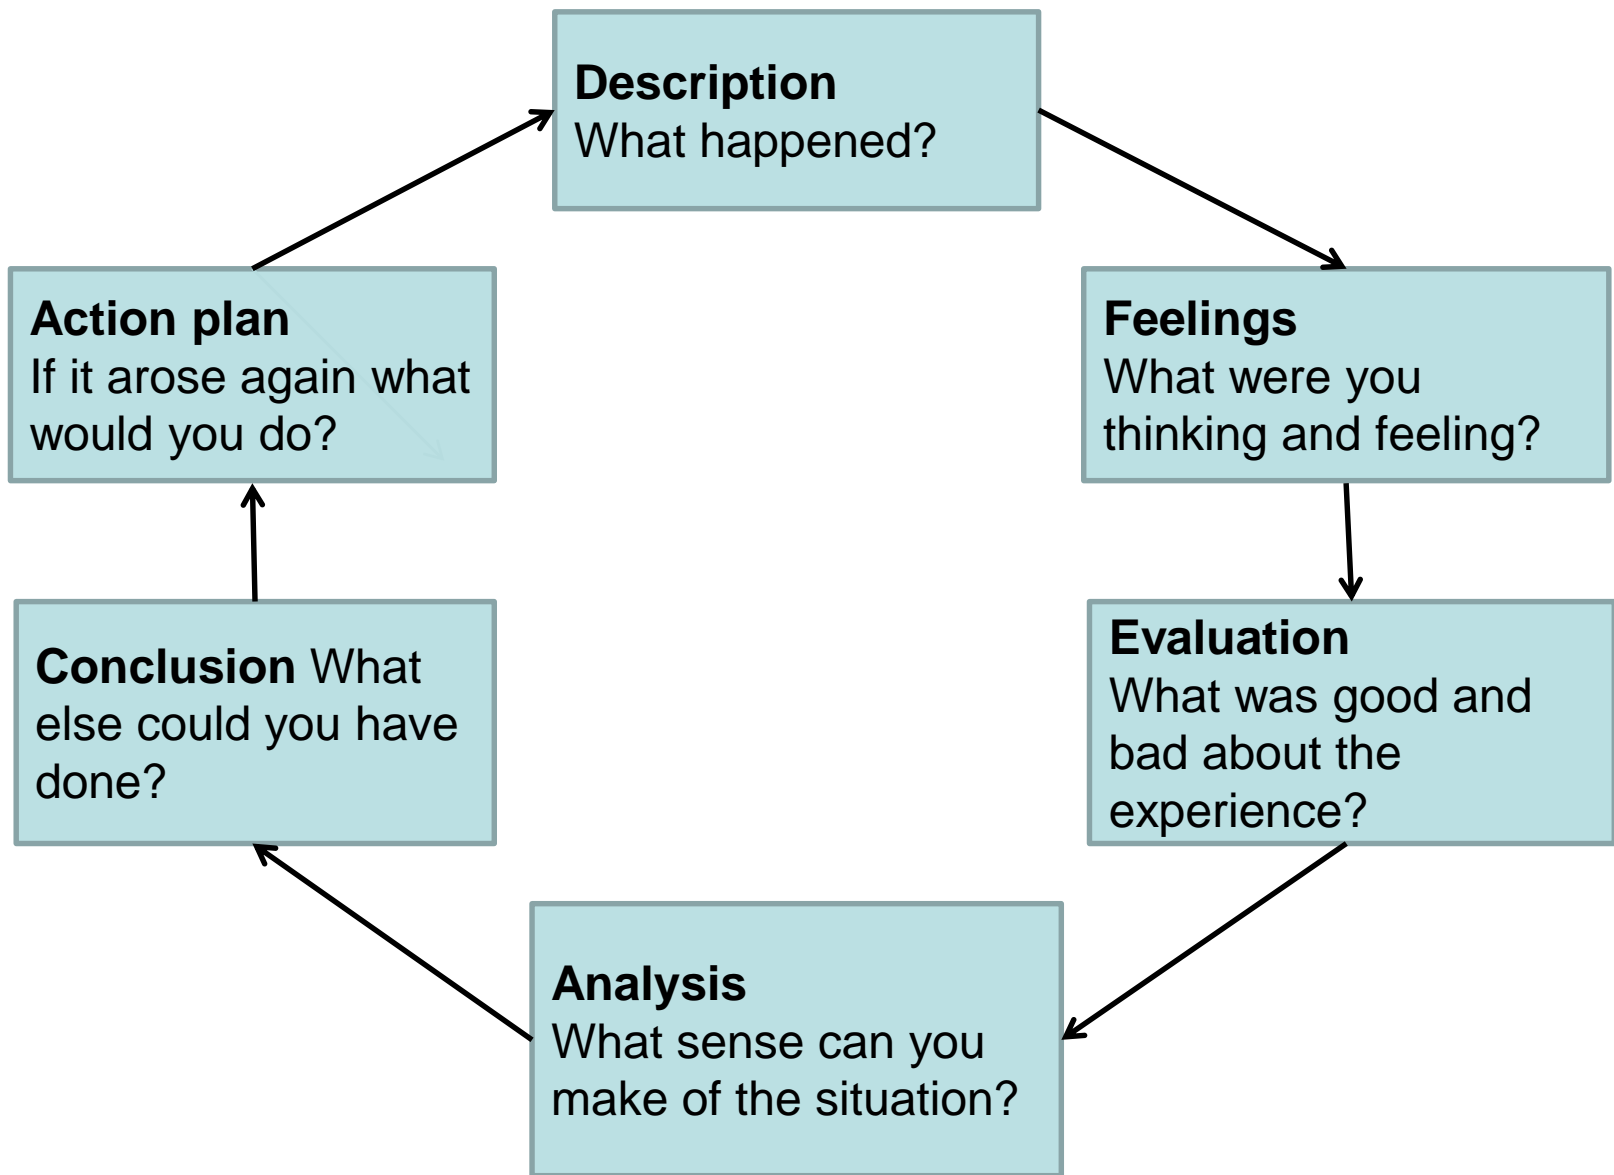 Description
What happened?
Feelings
What were you
thinking and feeling?
Evaluation
What was good and
bad about the
experience?
Analysis
What sense can you
make of the situation?
Conclusion What
else could you have
done?
Action plan
If it arose again what
would you do?